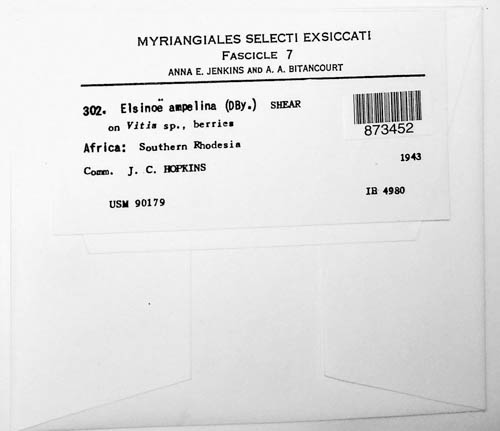 MYRIANGIALES SELECTI EXSICCATI
FASCICLE 7
ANNA E. JENKINS AND A. A. BITANCOURT
302. Elsinoë ampelina (DBy.) SHEAR
on Vitis sp., berries
873452
Africa: Southern Rhodesia
1943
Comm. J. C. HOPKINS
USM 90179
IB 4980